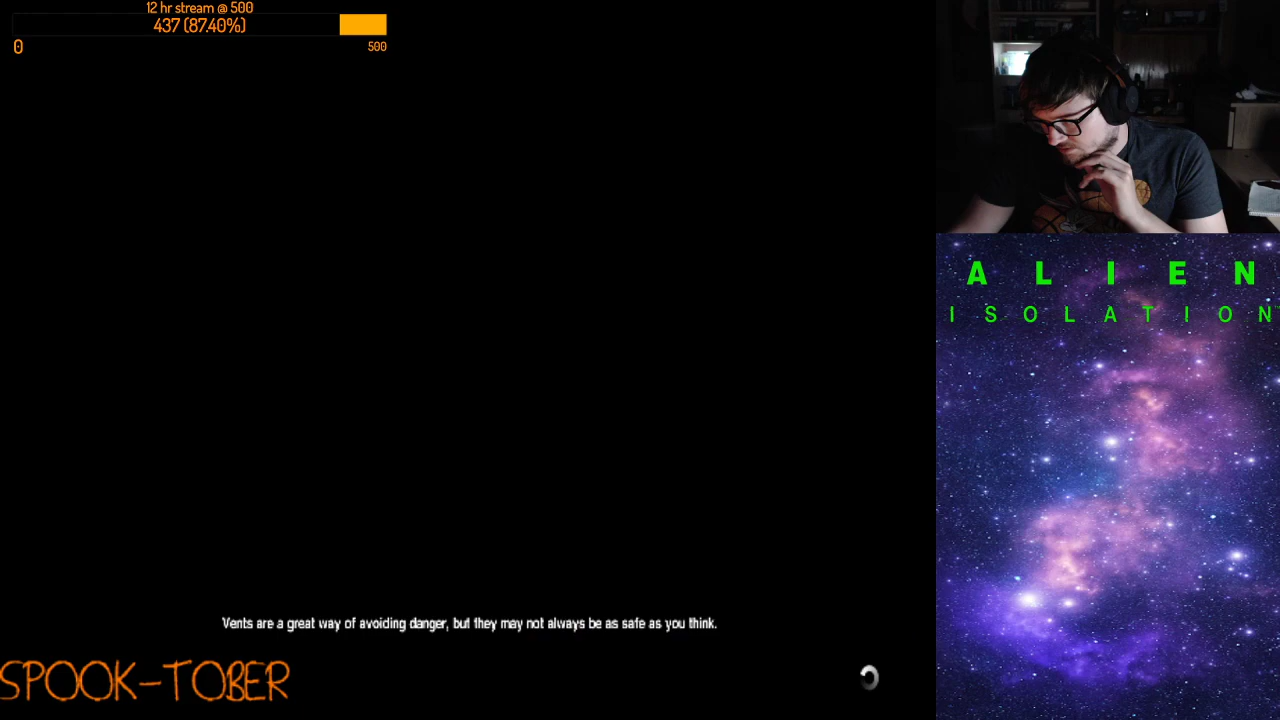 12 hr stream @ 500
437 (87.40%)
0
500
A L I E N
I S O L A T I O N
Vents are a great way of avoiding danger, but they may not always be as safe as you think.
SPOOK-TOBER